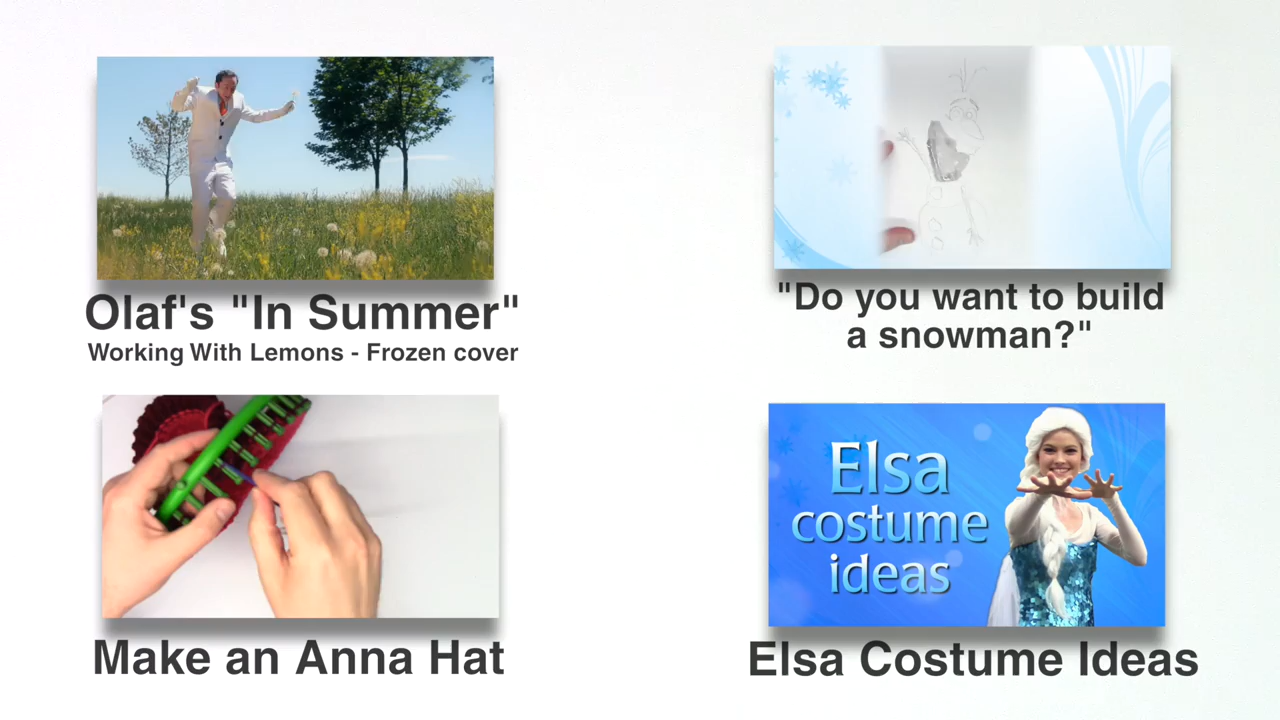 Olaf's "In Summer"
Working With Lemons - Frozen cover
"Do you want to build
a snowman?"
Make an Anna Hat
Elsa
costume
ideas
Elsa Costume Ideas